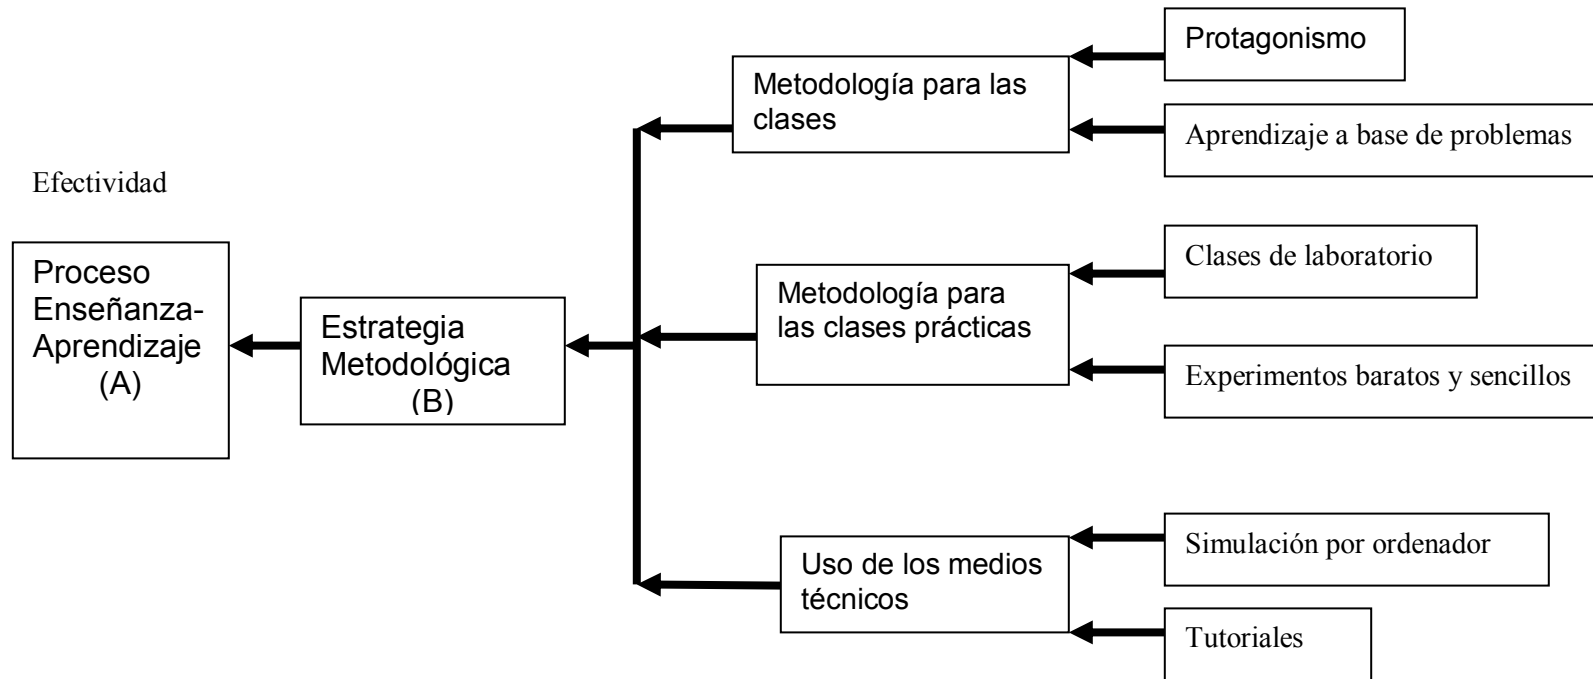 Efectividad
Proceso
Enseñanza-
Aprendizaje
(A)
Estrategia
Metodológica
(B)
Metodología para las
clases
Protagonismo
Aprendizaje a base de problemas
Metodología para
las clases prácticas
Clases de laboratorio
Experimentos baratos y sencillos
Uso de los medios
técnicos
Simulación por ordenador
Tutoriales